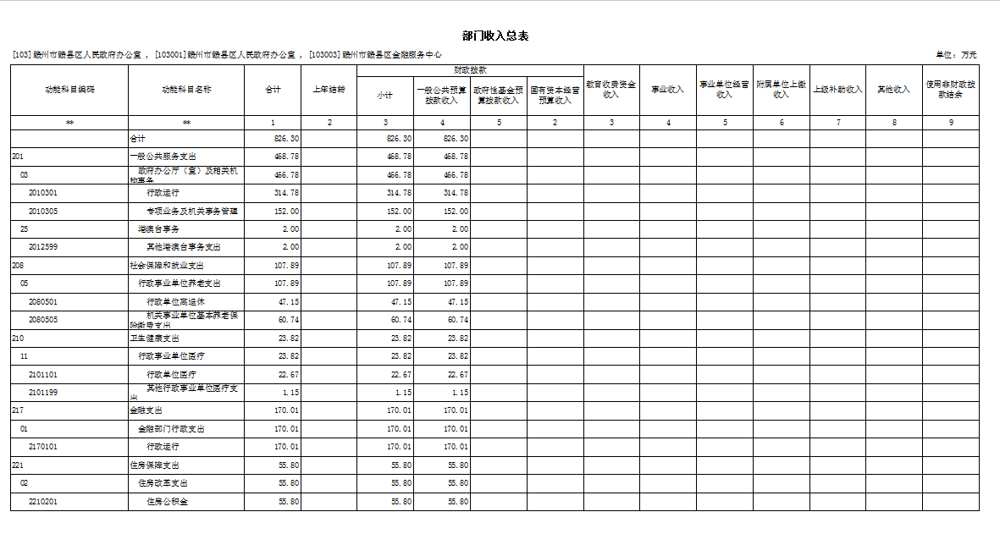 部门收入总表
[103]赣州市赣县区人民政府办公室 , [103001]赣州市赣县区人民政府办公室 , [103003]赣州市赣县区金融服务中心 单位: 万元
功能科目编码 功能科目名称 合计 上年结转 财政拨款 教育收费资金收入 事业收入 事业单位经营收入 附属单位上缴收入 上级补助收入 其他收入 使用非财政拨款结余
小计 一般公共预算拨款收入 政府性基金预算拨款收入 国有资本经营预算收入
** ** 1 2 3 4 5 2 3 4 5 6 7 8 9
合计 826.30 826.30 826.30
201 一般公共服务支出 468.78 468.78 468.78
03 政府办公厅（室）及相关机构事务 466.78 466.78 466.78
2010301 行政运行 314.78 314.78 314.78
2010305 专项业务及机关事务管理 152.00 152.00 152.00
25 港澳台事务 2.00 2.00 2.00
2012599 其他港澳台事务支出 2.00 2.00 2.00
208 社会保障和就业支出 107.89 107.89 107.89
05 行政事业单位养老支出 107.89 107.89 107.89
2080501 行政单位离退休 47.15 47.15 47.15
2080505 机关事业单位基本养老保险缴费支出 60.74 60.74 60.74
210 卫生健康支出 23.82 23.82 23.82
11 行政事业单位医疗 23.82 23.82 23.82
2101101 行政单位医疗 22.67 22.67 22.67
2101199 其他行政事业单位医疗支出 1.15 1.15 1.15
217 金融支出 170.01 170.01 170.01
01 金融部门行政支出 170.01 170.01 170.01
2170101 行政运行 170.01 170.01 170.01
221 住房保障支出 55.80 55.80 55.80
02 住房改革支出 55.80 55.80 55.80
2210201 住房公积金 55.80 55.80 55.80